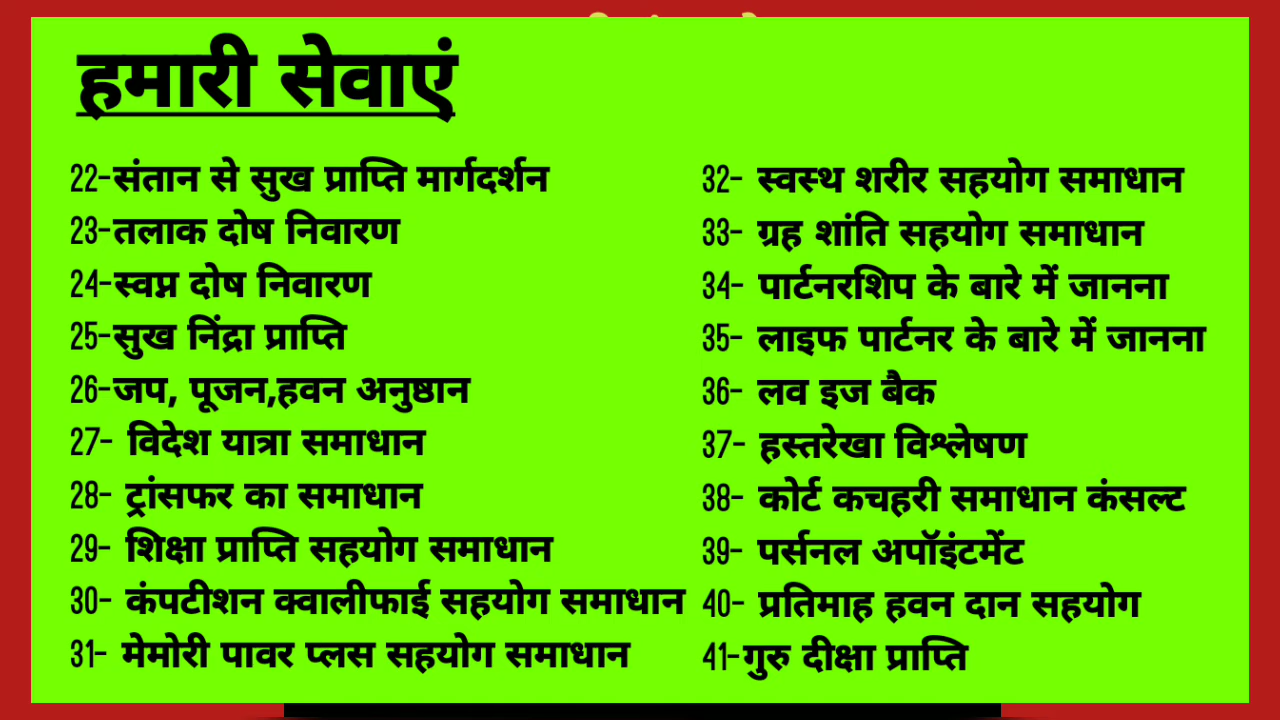 हमारी सेवाएं
22-संतान से सुख प्राप्ति मार्गदर्शन
23-तलाक दोष निवारण
24-स्वप्न दोष निवारण
25-सुख निंद्रा प्राप्ति
26-जप, पूजन,हवन अनुष्ठान
27- विदेश यात्रा समाधान
28- ट्रांसफर का समाधान
29- शिक्षा प्राप्ति सहयोग समाधान
30- कंपटीशन क्वालीफाई सहयोग समाधान
31- मेमोरी पावर प्लस सहयोग समाधान
32- स्वस्थ शरीर सहयोग समाधान
33- ग्रह शांति सहयोग समाधान
34- पार्टनरशिप के बारे में जानना
35- लाइफ पार्टनर के बारे में जानना
36- लव इज बैक
37- हस्तरेखा विश्लेषण
38- कोर्ट कचहरी समाधान कंसल्ट
39- पर्सनल अपॉइंटमेंट
40- प्रतिमाह हवन दान सहयोग
41-गुरु दीक्षा प्राप्ति